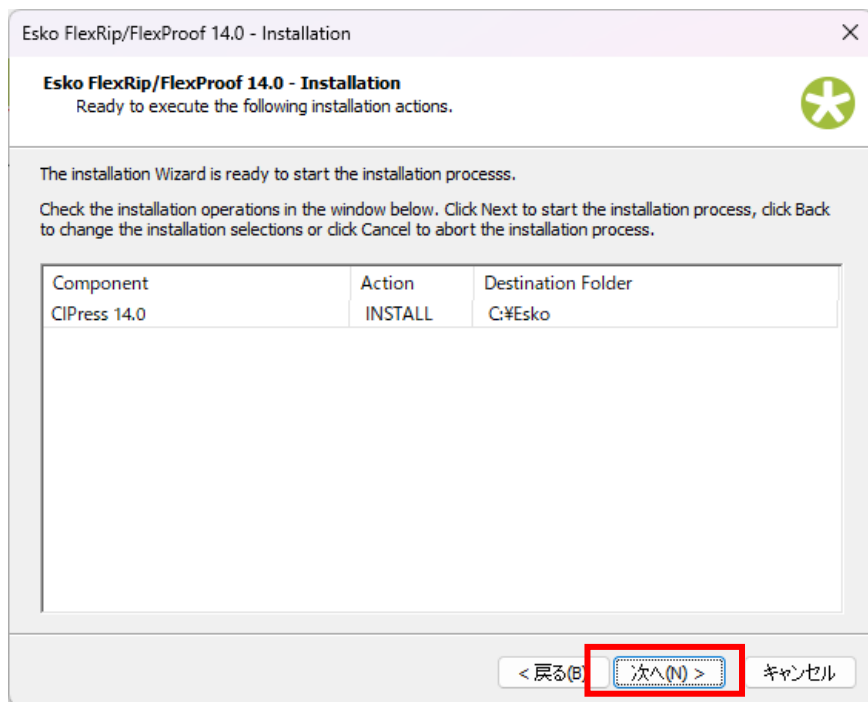 Esko FlexRip/FlexProof 14.0 - Installation
Esko FlexRip/FlexProof 14.0 - Installation
Ready to execute the following installation actions.
The installation Wizard is ready to start the installation processs.
Check the installation operations in the window below. Click Next to start the installation process, click Back
to change the installation selections or click Cancel to abort the installation process.
Component Action Destination Folder
CIPress 14.0 INSTALL C:¥Esko
< 戻る(B) 次へ(N) > キャンセル